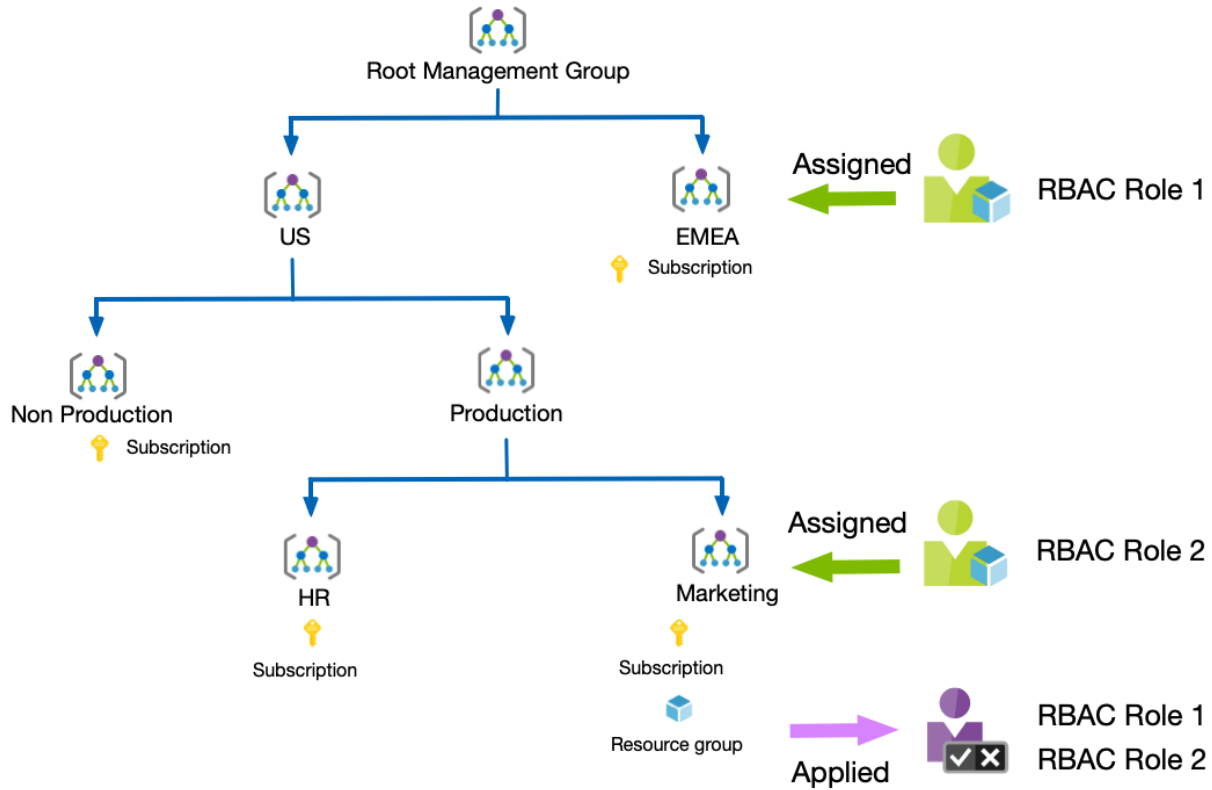 Root Management Group
Assigned
RBAC Role 1
US
EMEA
Subscription
Non Production
Subscription
Production
Assigned
RBAC Role 2
HR
Subscription
Marketing
Subscription
Resource group
Applied
RBAC Role 1
RBAC Role 2